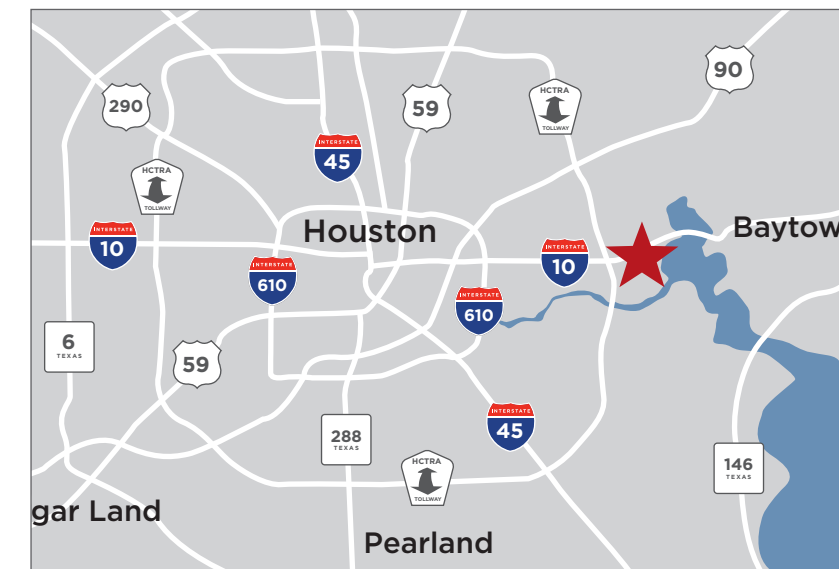 90
HCTRA
TOLLWAY
290
59
INTERSTATE
45
HCTRA
TOLLWAY
Houston
Baytow
INTERSTATE
10
INTERSTATE
10
INTERSTATE
610
INTERSTATE
610
6
TEXAS
59
INTERSTATE
45
288
TEXAS
HCTRA
TOLLWAY
146
TEXAS
gar Land
Pearland